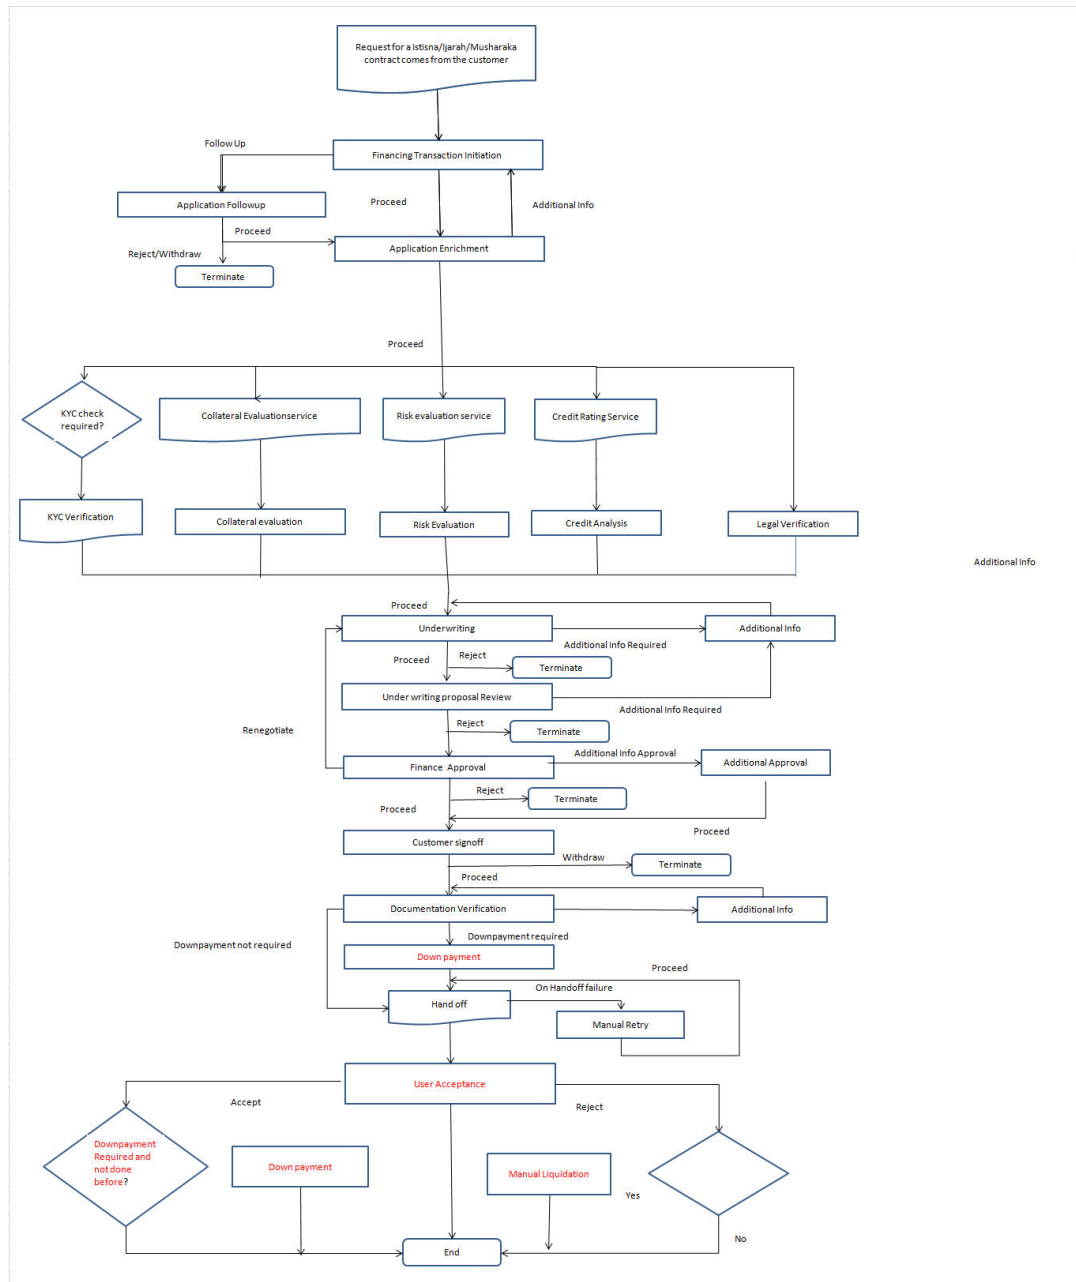 Request for a Istisna/Ijarah/Musharaka
contract comes from the customer
Follow Up
Financing Transaction Initiation
Application Followup
Proceed
Additional Info
Proceed
Application Enrichment
Reject/Withdraw
Terminate
Proceed
KYC check
required?
Collateral Evaluationservice
Risk evaluation service
Credit Rating Service
KYC Verification
Collateral evaluation
Risk Evaluation
Credit Analysis
Legal Verification
Additional Info
Proceed
Underwriting
Additional Info
Additional Info Required
Proceed
Reject
Terminate
Under writing proposal Review
Additional Info Required
Renegotiate
Reject
Terminate
Additional Info Approval
Finance Approval
Additional Approval
Reject
Terminate
Proceed
Proceed
Customer signoff
Withdraw
Terminate
Proceed
Documentation Verification
Additional Info
Downpayment not required
Downpayment required
Down payment
Proceed
On Handoff failure
Hand off
Manual Retry
User Acceptance
Accept
Reject
Downpayment
Required and
not done
before?
Down payment
Manual Liquidation
Yes
No
End